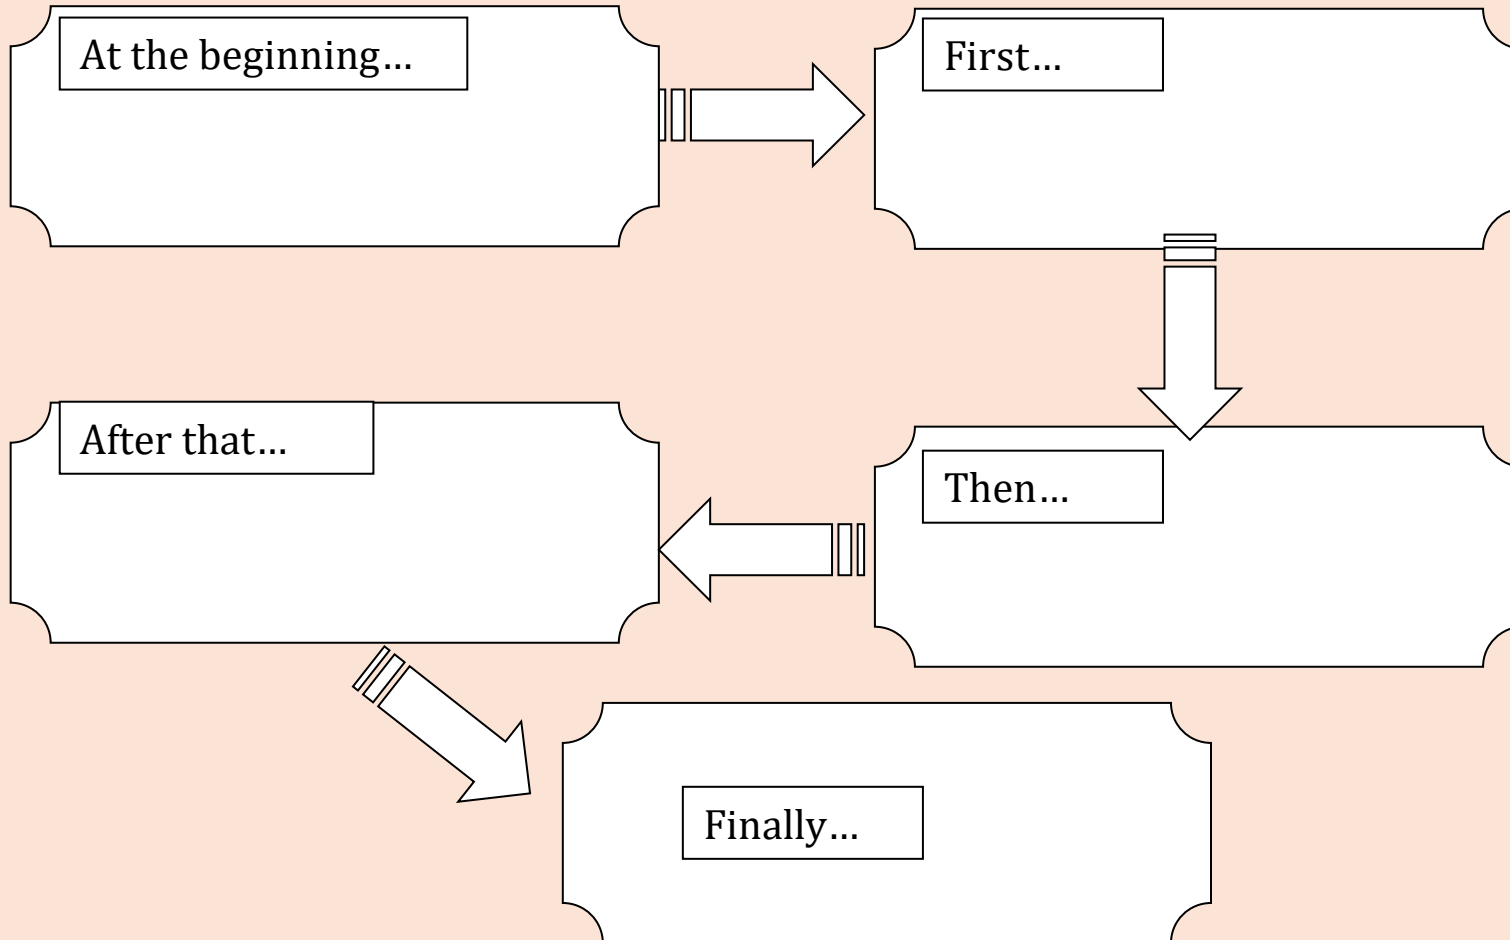 At the beginning…
First…
Then…
After that…
Finally…